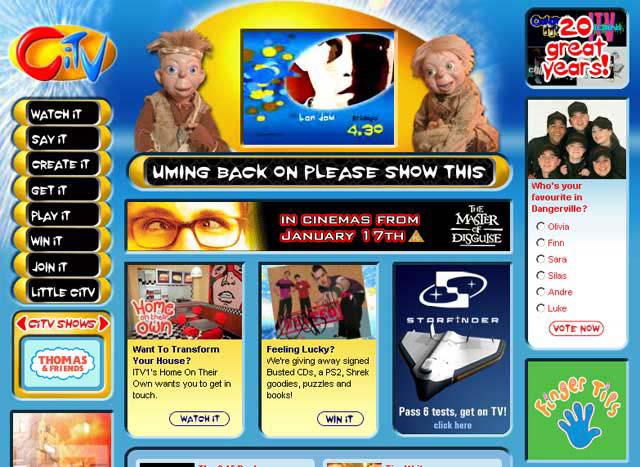 CiTV
WATCH iT
SAY iT
CREATE iT
GET iT
PLAY iT
WIN iT
JOIN iT
LiTTLE CiTV
CiTV SHOWS
THOMAS
& FRIENDS
Fridays
4.30
UMING BACK ON PLEASE SHOW THIS
IN CINEMAS FROM
JANUARY 17TH
THE
MASTER
OF
DISGUISE
Home
on their
Own
Want To Transform
Your House?
ITV1's Home On Their
Own wants you to get in
touch.
WATCH iT
Feeling Lucky?
We're giving away signed
Busted CDs, a PS2, Shrek
goodies, puzzles and
books!
WIN iT
STARFINDER
Pass 6 tests, get on TV!
click here
20
great
years!
Who's your
favourite in
Dangerville?
Olivia
Finn
Sara
Silas
Andre
Luke
VOTE NOW
Finger Tips